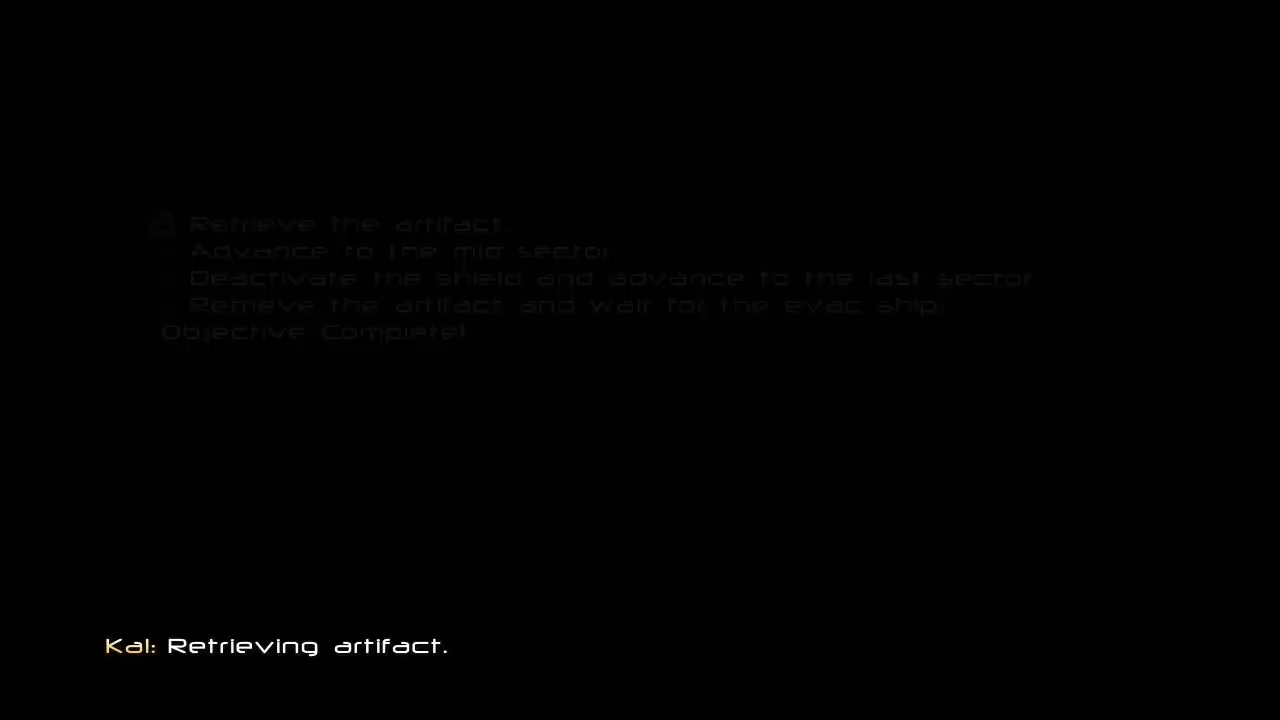 Retrieve the artifact.
Advance to the mid sector.
Deactivate the shield and advance to the last sector.
Retrieve the artifact and wait for the evac ship.
Objective Complete!
Kal: Retrieving artifact.